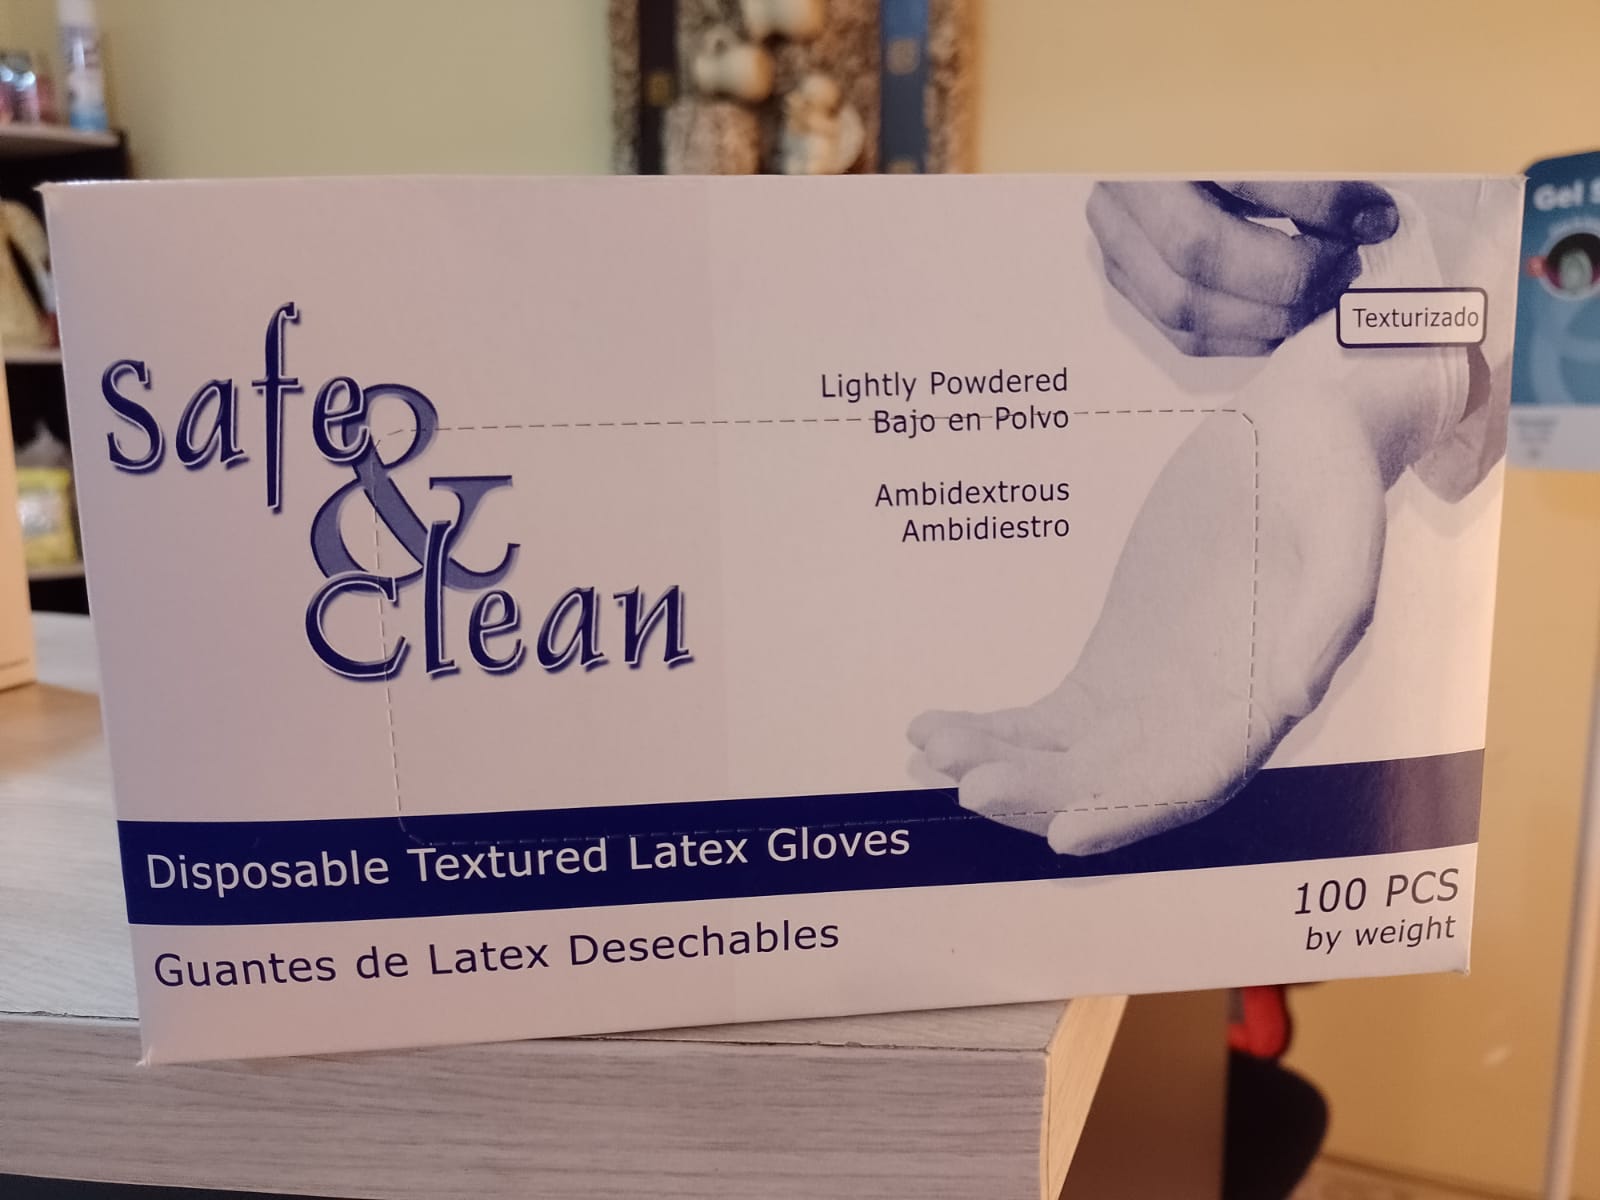 Safe
&
Clean
Texturizado
Lightly Powdered
Bajo en Polvo
Ambidextrous
Ambidiestro
Disposable Textured Latex Gloves
Guantes de Latex Desechables
100 PCS
by weight
Gel